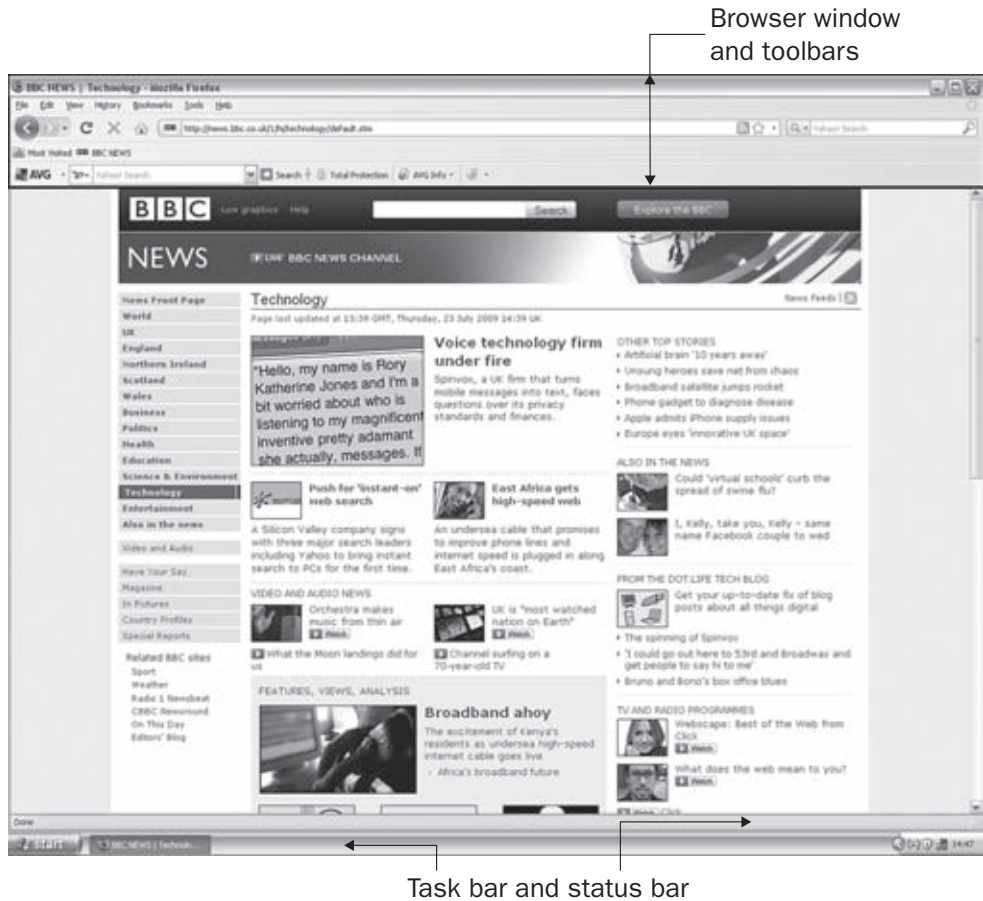 Browser window
and toolbars
BBC NEWS | Technology - Mozilla Firefox
File Edit View History Bookmarks Tools Help
http://news.bbc.co.uk/1/hi/technology/default.stm
Yahoo! Search
Most Visited BBC NEWS
AVG Yahoo! Search Search Total Protection AVG Info
BBC Low graphics Help Search Explore the BBC
NEWS LIVE BBC NEWS CHANNEL
News Front Page
World
UK
England
Northern Ireland
Scotland
Wales
Business
Politics
Health
Education
Science & Environment
Technology
Entertainment
Also in the news
Video and Audio
Have Your Say
Magazine
In Pictures
Country Profiles
Special Reports
Related BBC sites
Sport
Weather
Radio 1 Newsbeat
CBBC Newsround
On This Day
Editors' Blog
Technology
News Feeds
Page last updated at 13:39 GMT, Thursday, 23 July 2009 14:39 UK
"Hello, my name is Rory
Katherine Jones and I'm a
bit worried about who is
listening to my magnificent
inventive pretty adamant
she actually, messages. If
Voice technology firm
under fire
Spinvox, a UK firm that turns
mobile messages into text, faces
questions over its privacy
standards and finances.
Push for 'instant-on'
web search
A Silicon Valley company signs
with three major search leaders
including Yahoo to bring instant
search to PCs for the first time.
East Africa gets
high-speed web
An undersea cable that promises
to improve phone lines and
internet speed is plugged in along
East Africa's coast.
VIDEO AND AUDIO NEWS
Orchestra makes
music from thin air
Watch
UK is "most watched
nation on Earth"
Watch
What the Moon landings did for
us
Channel surfing on a
70-year-old TV
FEATURES, VIEWS, ANALYSIS
Broadband ahoy
The excitement of Kenya's
residents as undersea high-speed
internet cable goes live
- Africa's broadband future
OTHER TOP STORIES
Artificial brain '10 years away'
Unsung heroes save net from chaos
Broadband satellite jumps rocket
Phone gadget to diagnose disease
Apple admits iPhone supply issues
Europe eyes 'innovative UK space'
ALSO IN THE NEWS
Could 'virtual schools' curb the
spread of swine flu?
I, Kelly, take you, Kelly - same
name Facebook couple to wed
FROM THE DOT.LIFE TECH BLOG
Get your up-to-date fix of blog
posts about all things digital
The spinning of Spinvox
'I could go out here to 53rd and Broadway and
get people to say hi to me'
Bruno and Bono's box office blues
TV AND RADIO PROGRAMMES
Webscape: Best of the Web from
Click
Watch
What does the web mean to you?
Watch
Watch Click
Done
start BBC NEWS | Technolo... 14:47
Task bar and status bar